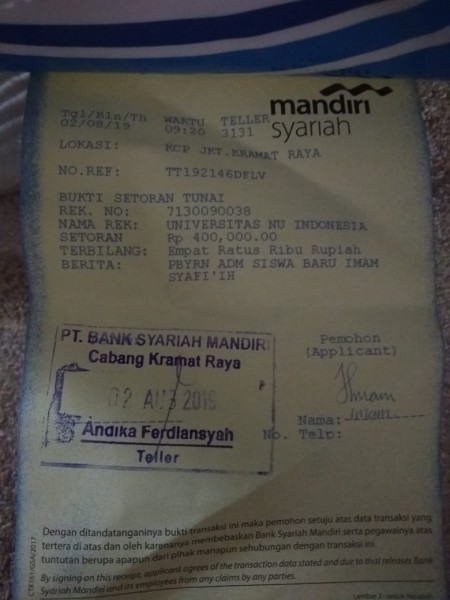 mandiri
syariah
Tgl/Bln/Th WAKTU TELLER
02/08/19 09:26 3131
LOKASI: KCP JKT.KRAMAT RAYA
NO.REF: TT192146DFLV
BUKTI SETORAN TUNAI
REK. NO: 7130090038
NAMA REK: UNIVERSITAS NU INDONESIA
SETORAN Rp 400,000.00
TERBILANG: Empat Ratus Ribu Rupiah
BERITA: PBYRN ADM SISWA BARU IMAM
SYAFI'IH
PT. BANK SYARIAH MANDIRI
Cabang Kramat Raya
02 AUG 2019
Andika Ferdiansyah
Teller
Pemohon
(Applicant)
Imam
Nama:
No. Telp:
Dengan ditandatanganinya bukti transaksi ini maka pemohon setuju atas data transaksi yang
tertera di atas dan oleh karenanya membebaskan Bank Syariah Mandiri serta pegawainya atas
tuntutan berupa apapun dari pihak manapun sehubungan dengan transaksi ini.
By signing on this receipt, applicant agrees of the transaction data stated and due to that releases Bank
Syariah Mandiri and its employees from any claims by any parties.